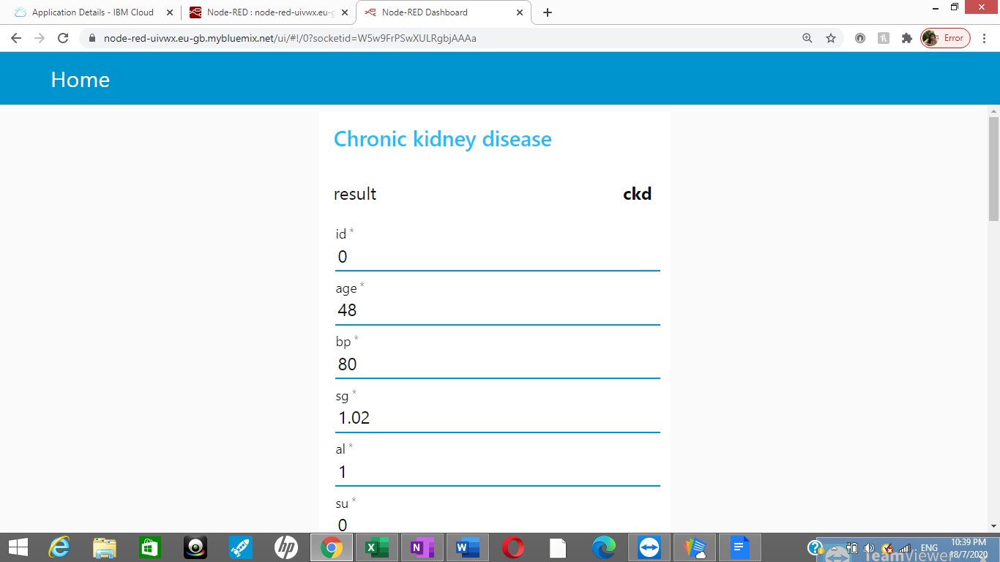 Application Details - IBM Cloud
Node-RED : node-red-uivwx.eu-g
Node-RED Dashboard
node-red-uivwx.eu-gb.mybluemix.net/ui/#!/0?socketid=W5w9FrPSwXULRgbjAAAa
Error
Home
Chronic kidney disease
result ckd
id *
0
age *
48
bp *
80
sg *
1.02
al *
1
su *
0
hp
ENG
10:39 PM
18/7/2020
TeamViewer